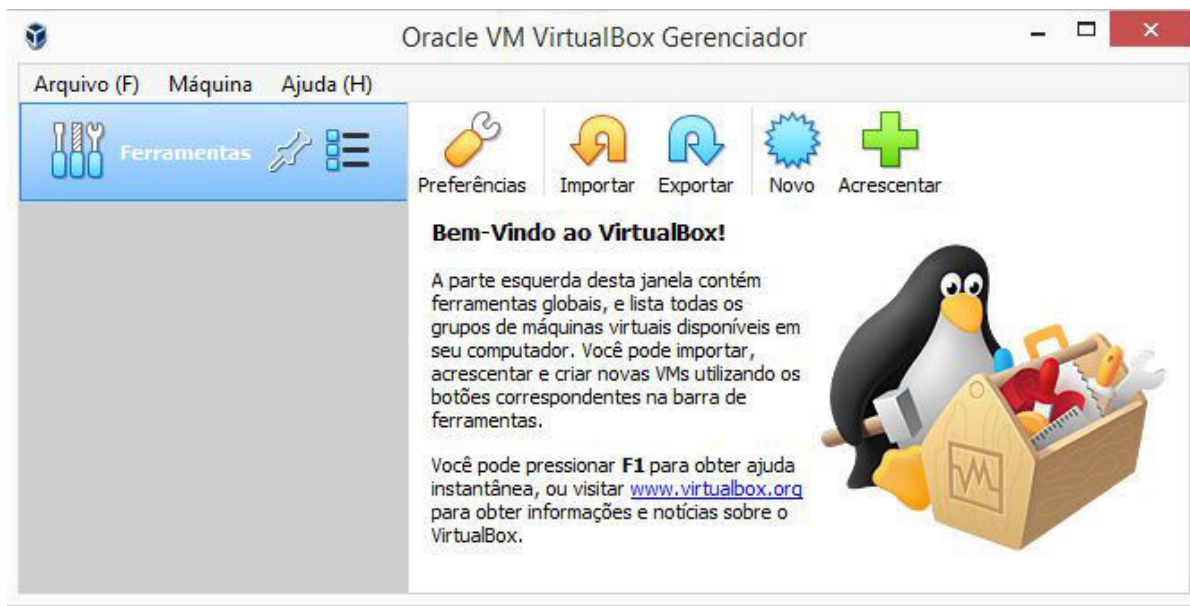 Oracle VM VirtualBox Gerenciador
Arquivo (F) Máquina Ajuda (H)
Ferramentas
Preferências Importar Exportar Novo Acrescentar
Bem-Vindo ao VirtualBox!
A parte esquerda desta janela contém
ferramentas globais, e lista todas os
grupos de máquinas virtuais disponíveis em
seu computador. Você pode importar,
acrescentar e criar novas VMs utilizando os
botões correspondentes na barra de
ferramentas.
Você pode pressionar F1 para obter ajuda
instantânea, ou visitar www.virtualbox.org
para obter informações e notícias sobre o
VirtualBox.